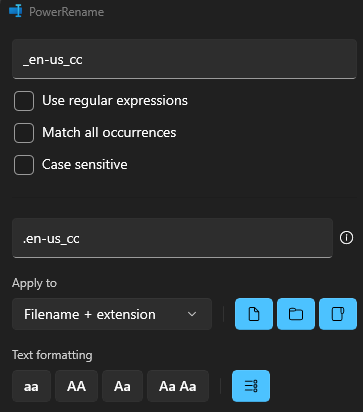 PowerRename
_en-us_cc
Use regular expressions
Match all occurrences
Case sensitive
.en-us_cc
Apply to
Filename + extension
Text formatting
aa AA Aa Aa Aa